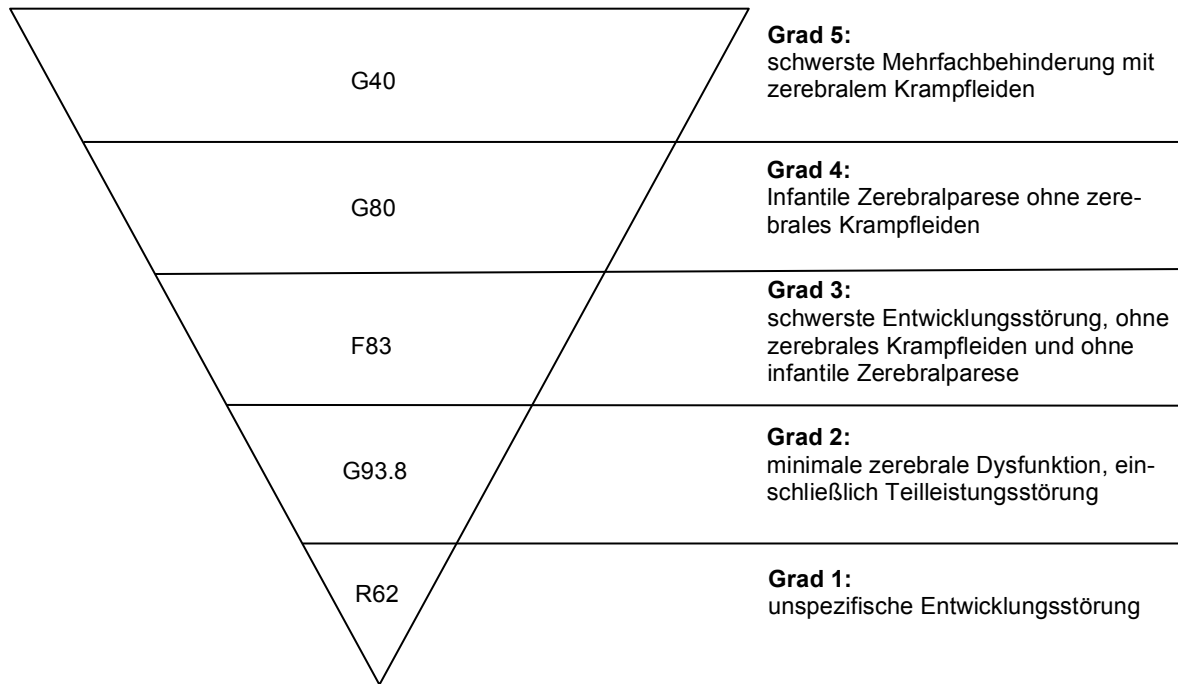 G40
Grad 5:
schwerste Mehrfachbehinderung mit
zerebralem Krampfleiden
G80
Grad 4:
Infantile Zerebralparese ohne zere-
brales Krampfleiden
F83
Grad 3:
schwerste Entwicklungsstörung, ohne
zerebrales Krampfleiden und ohne
infantile Zerebralparese
G93.8
Grad 2:
minimale zerebrale Dysfunktion, ein-
schließlich Teilleistungsstörung
R62
Grad 1:
unspezifische Entwicklungsstörung